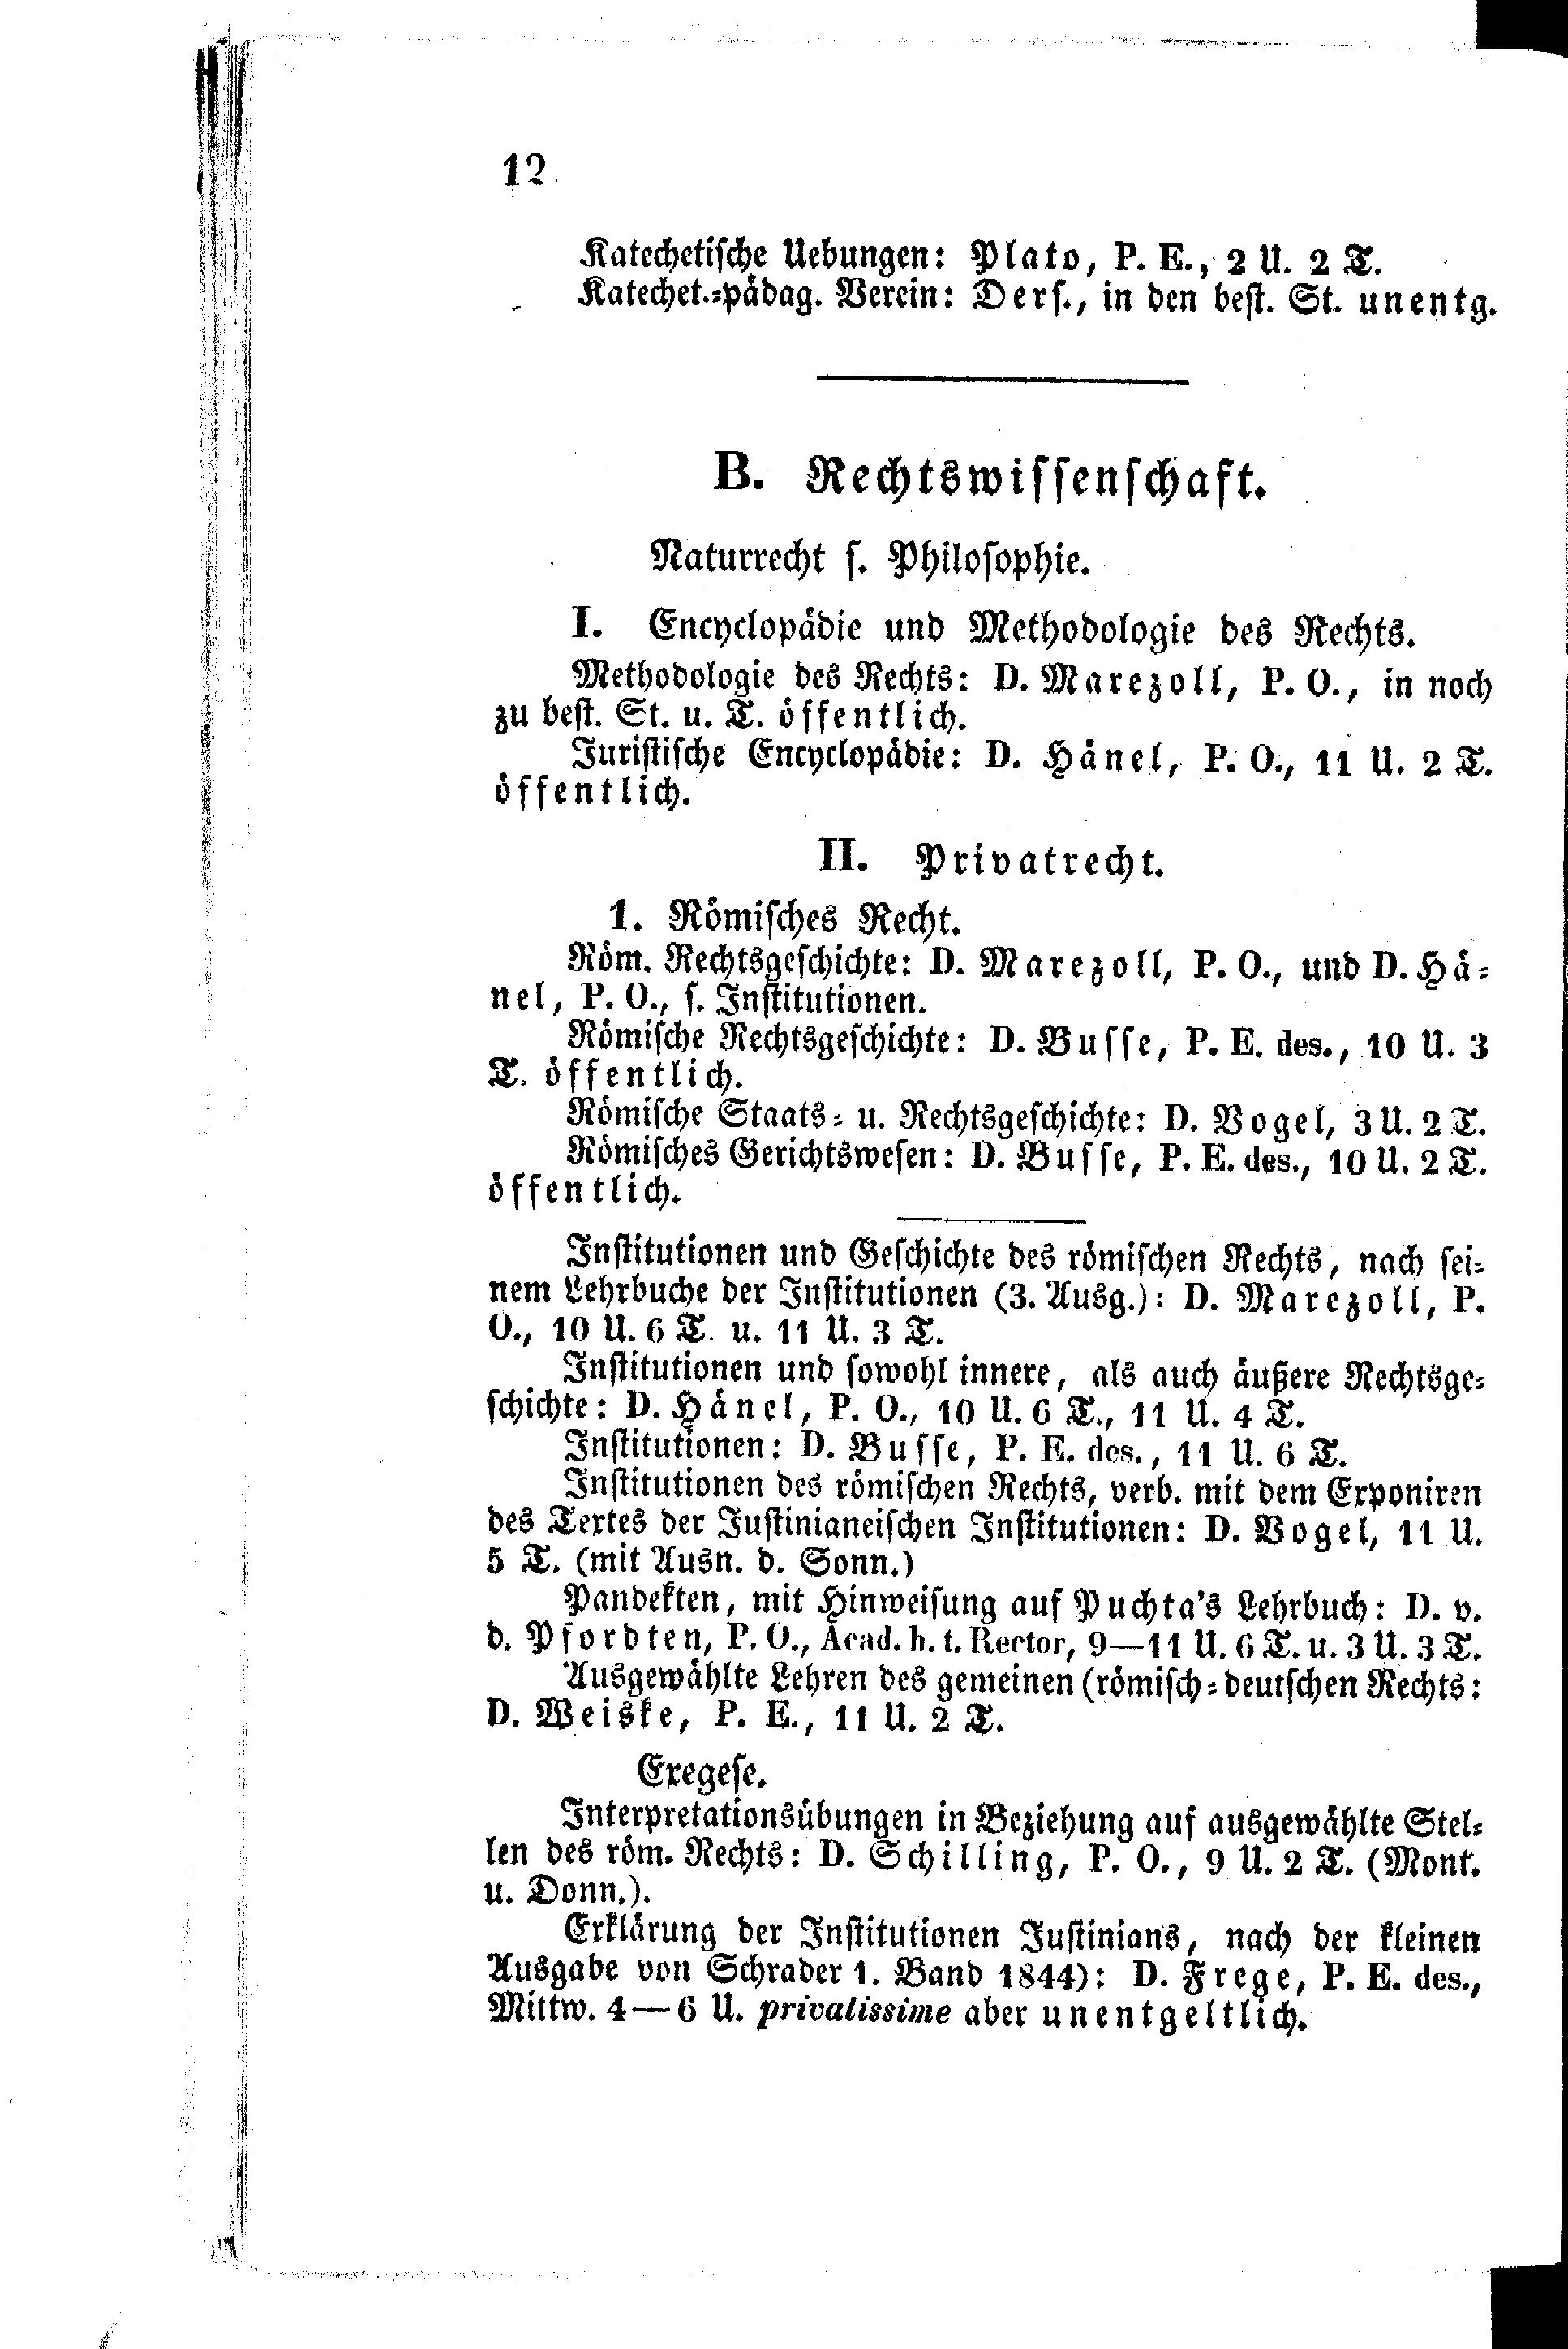 12
Katechetische Uebungen: Plato, P. E., 2 U. 2 T.
Katechet.-pädag. Verein: Ders., in den best. St. unentg.
B. Rechtswissenschaft.
Naturrecht s. Philosophie.
I. Encyclopädie und Methodologie des Rechts.
Methodologie des Rechts: D. Marezoll, P. O., in noch
zu best. St. u. T. öffentlich.
Juristische Encyclopädie: D. Hänel, P. O., 11 U. 2 T.
öffentlich.
II. Privatrecht.
1. Römisches Recht.
Röm. Rechtsgeschichte: D. Marezoll, P. O., und D. Hä-
nel, P. O., s. Institutionen.
Römische Rechtsgeschichte: D. Busse, P. E. des., 10 U. 3
T. öffentlich.
Römische Staats- u. Rechtsgeschichte: D. Vogel, 3 U. 2 T.
Römisches Gerichtswesen: D. Busse, P. E. des., 10 U. 2 T.
öffentlich.
Institutionen und Geschichte des römischen Rechts, nach sei-
nem Lehrbuche der Institutionen (3. Ausg.): D. Marezoll, P.
O., 10 U. 6 T. u. 11 U. 3 T.
Institutionen und sowohl innere, als auch äußere Rechtsge-
schichte: D. Hänel, P. O., 10 U. 6 T., 11 U. 4 T.
Institutionen: D. Busse, P. E. des., 11 U. 6 T.
Institutionen des römischen Rechts, verb. mit dem Exponiren
des Textes der Justinianeischen Institutionen: D. Vogel, 11 U.
5 T. (mit Ausn. d. Sonn.)
Pandekten, mit Hinweisung auf Puchta's Lehrbuch: D. v.
d. Pfordten, P. O., Acad. h. t. Rector, 9—11 U. 6 T. u. 3 U. 3 T.
Ausgewählte Lehren des gemeinen (römisch-deutschen Rechts:
D. Weiske, P. E., 11 U. 2 T.
Exegese.
Interpretationsübungen in Beziehung auf ausgewählte Stel-
len des röm. Rechts: D. Schilling, P. O., 9 U. 2 T. (Mont.
u. Donn.).
Erklärung der Institutionen Justinians, nach der kleinen
Ausgabe von Schrader 1. Band 1844): D. Frege, P. E. des.,
Mittw. 4—6 U. privatissime aber unentgeltlich.